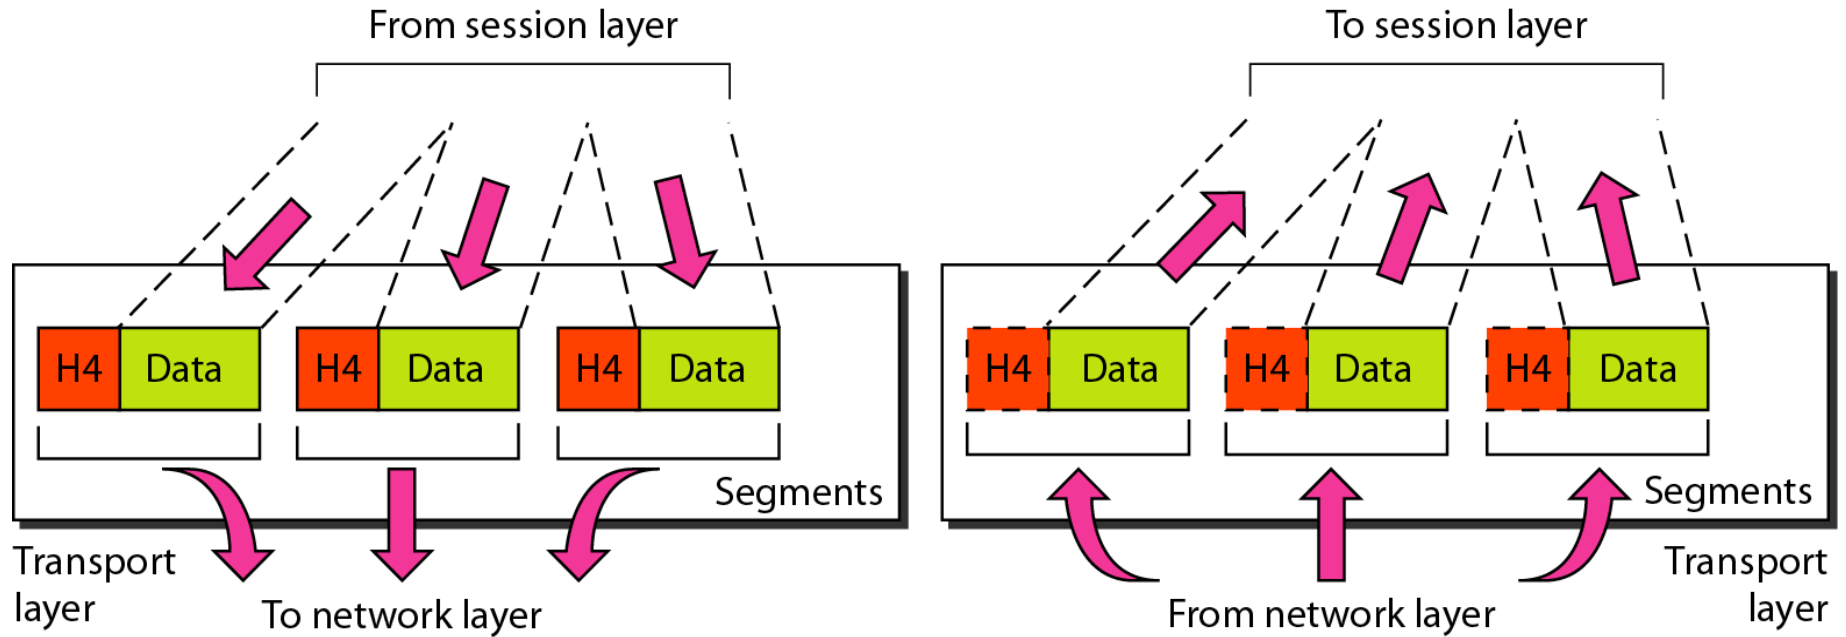 From session layer
H4 Data H4 Data H4 Data
Segments
Transport
layer
To network layer
To session layer
H4 Data H4 Data H4 Data
Segments
From network layer
Transport
layer